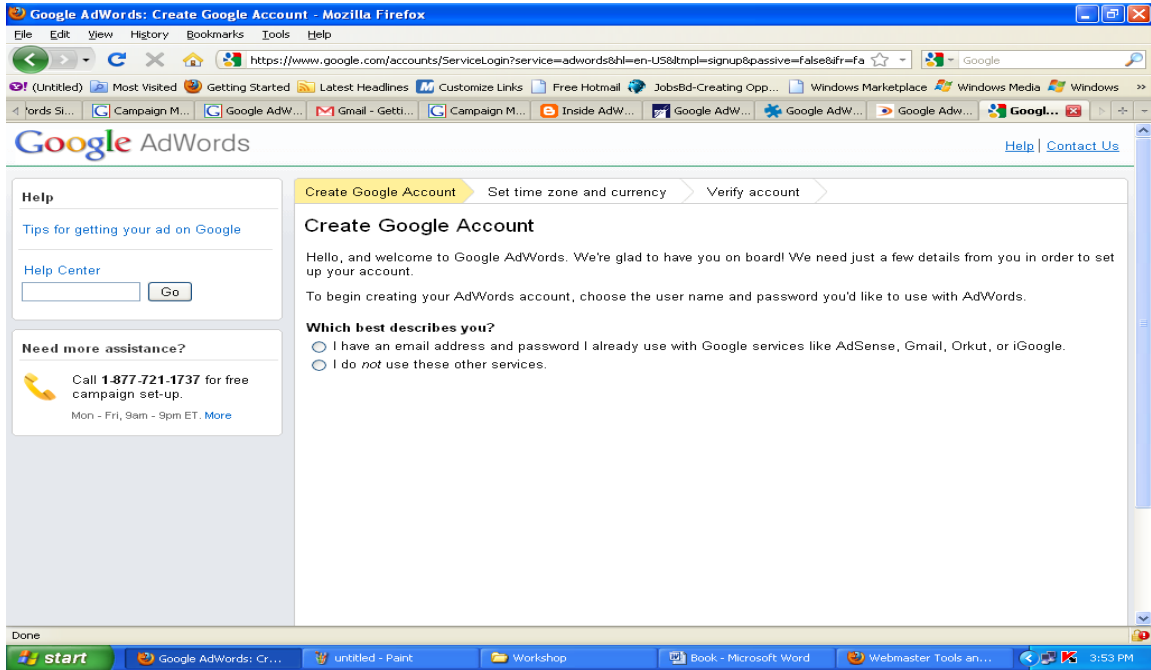 Google AdWords: Create Google Account - Mozilla Firefox
File Edit View History Bookmarks Tools Help
https://www.google.com/accounts/ServiceLogin?service=adwords&hl=en-US&ltmpl=signup&passive=false&ifr=fa
Google
(Untitled) Most Visited Getting Started Latest Headlines Customize Links Free Hotmail JobsBd-Creating Opp... Windows Marketplace Windows Media Windows »
'ords Si... Campaign M... Google AdW... Gmail - Getti... Campaign M... Inside AdW... Google AdW... Google AdW... Google Adw... Googl...
Google AdWords
Help | Contact Us
Help
Tips for getting your ad on Google
Help Center
Go
Need more assistance?
Call 1-877-721-1737 for free
campaign set-up.
Mon - Fri, 9am - 9pm ET. More
Create Google Account Set time zone and currency Verify account
Create Google Account
Hello, and welcome to Google AdWords. We're glad to have you on board! We need just a few details from you in order to set
up your account.
To begin creating your AdWords account, choose the user name and password you'd like to use with AdWords.
Which best describes you?
I have an email address and password I already use with Google services like AdSense, Gmail, Orkut, or iGoogle.
I do not use these other services.
Done
start Google AdWords: Cr... untitled - Paint Workshop Book - Microsoft Word Webmaster Tools an... 3:53 PM